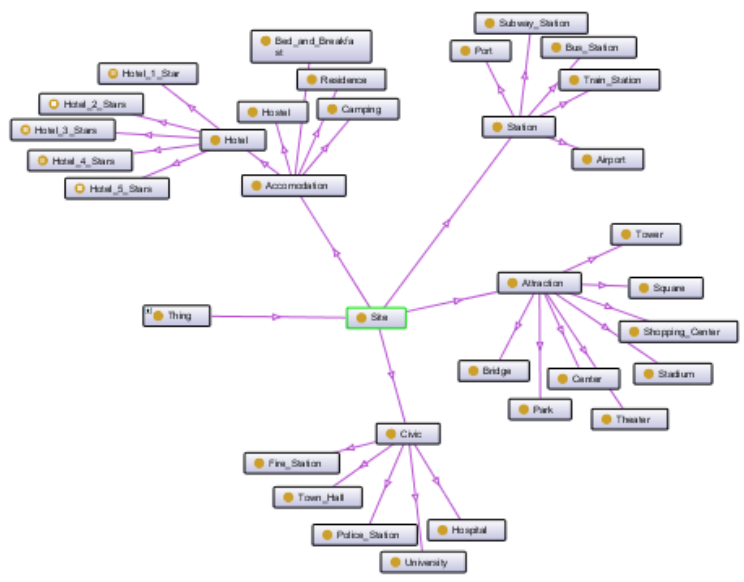 Subway_Station
Bed_and_Breakfa
st
Port
Bus_Station
Hotel_1_Star
Residence
Train_Station
Hotel_2_Stars
Hostel
Camping
Hotel_3_Stars
Hotel
Station
Hotel_4_Stars
Airport
Hotel_5_Stars
Accomodation
Tower
Attraction
Square
Thing
Site
Shopping_Center
Bridge
Center
Stadium
Park
Theater
Civic
Fire_Station
Town_Hall
Police_Station
Hospital
University